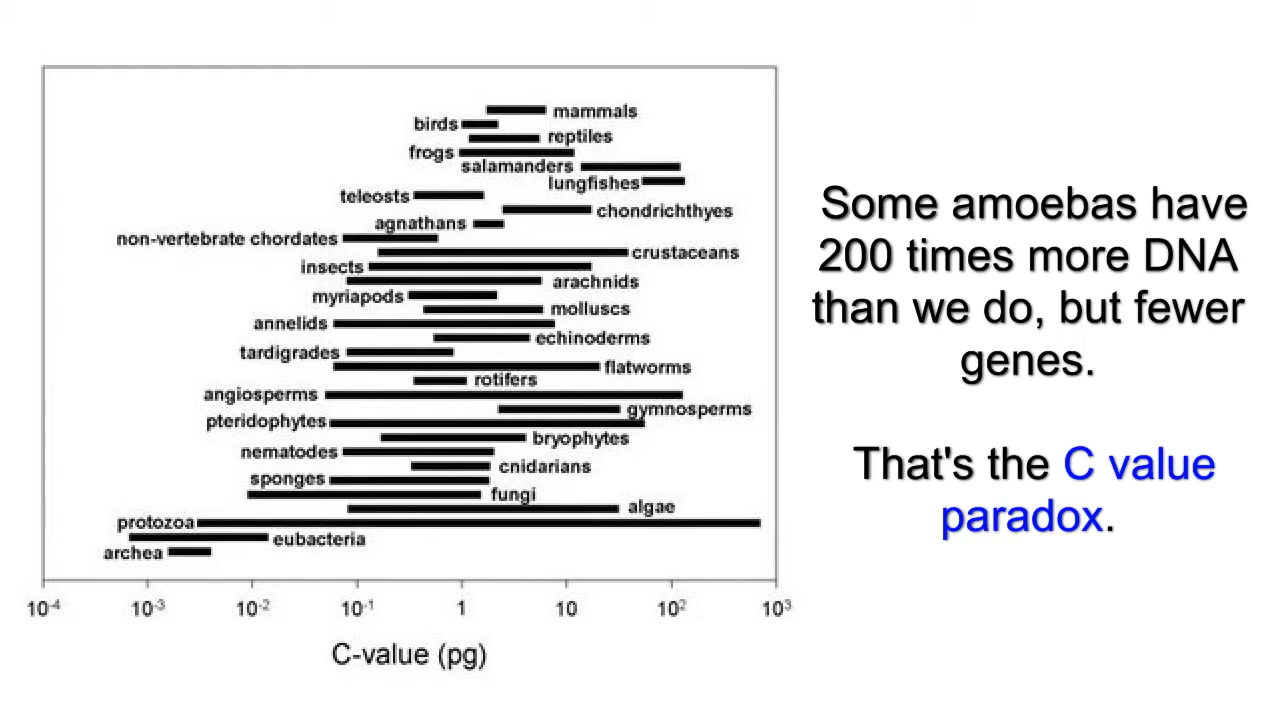 mammals
birds
reptiles
frogs
salamanders
lungfishes
teleosts
chondrichthyes
agnathans
non-vertebrate chordates
crustaceans
insects
arachnids
myriapods
molluscs
annelids
echinoderms
tardigrades
flatworms
rotifers
angiosperms
gymnosperms
pteridophytes
bryophytes
nematodes
cnidarians
sponges
fungi
algae
protozoa
eubacteria
archea
10⁻⁴ 10⁻³ 10⁻² 10⁻¹ 1 10 10² 10³
C-value (pg)
Some amoebas have
200 times more DNA
than we do, but fewer
genes.
That's the C value
paradox.